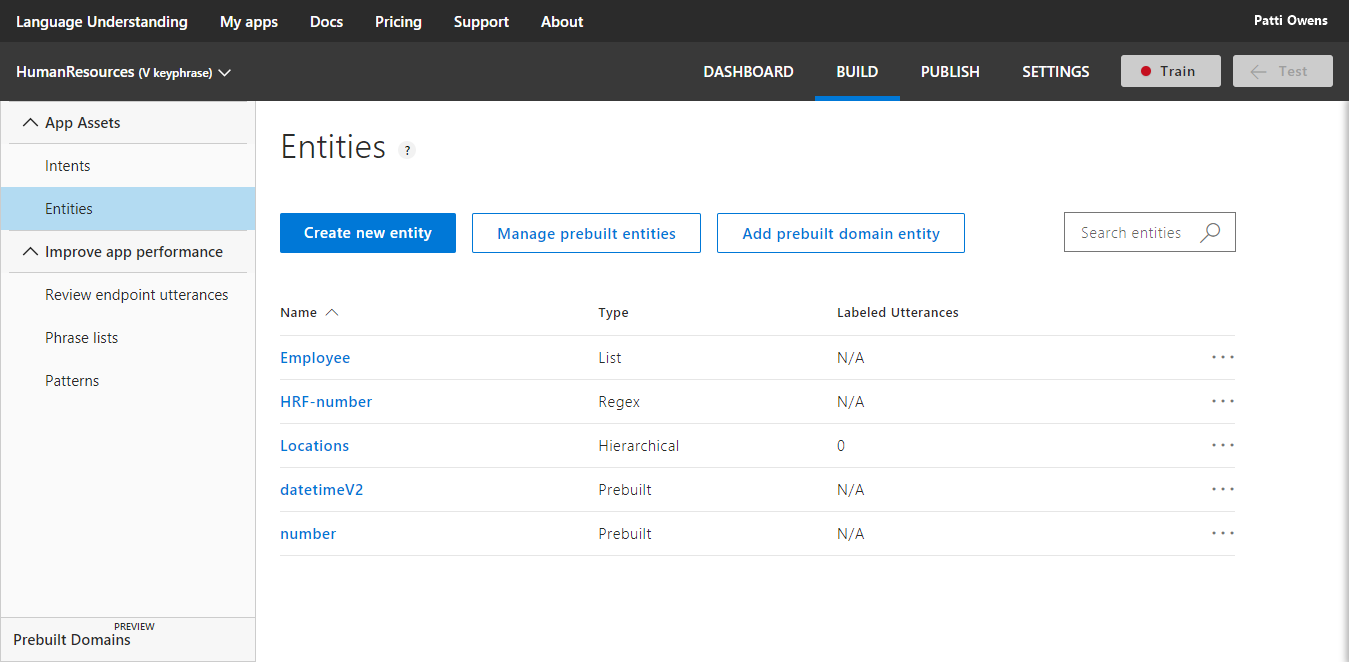 Language Understanding My apps Docs Pricing Support About Patti Owens
HumanResources (V keyphrase) DASHBOARD BUILD PUBLISH SETTINGS Train Test
App Assets
Intents
Entities
Improve app performance
Review endpoint utterances
Phrase lists
Patterns
PREVIEW
Prebuilt Domains
Entities ?
Create new entity Manage prebuilt entities Add prebuilt domain entity Search entities
Name Type Labeled Utterances
Employee List N/A ...
HRF-number Regex N/A ...
Locations Hierarchical 0 ...
datetimeV2 Prebuilt N/A ...
number Prebuilt N/A ...